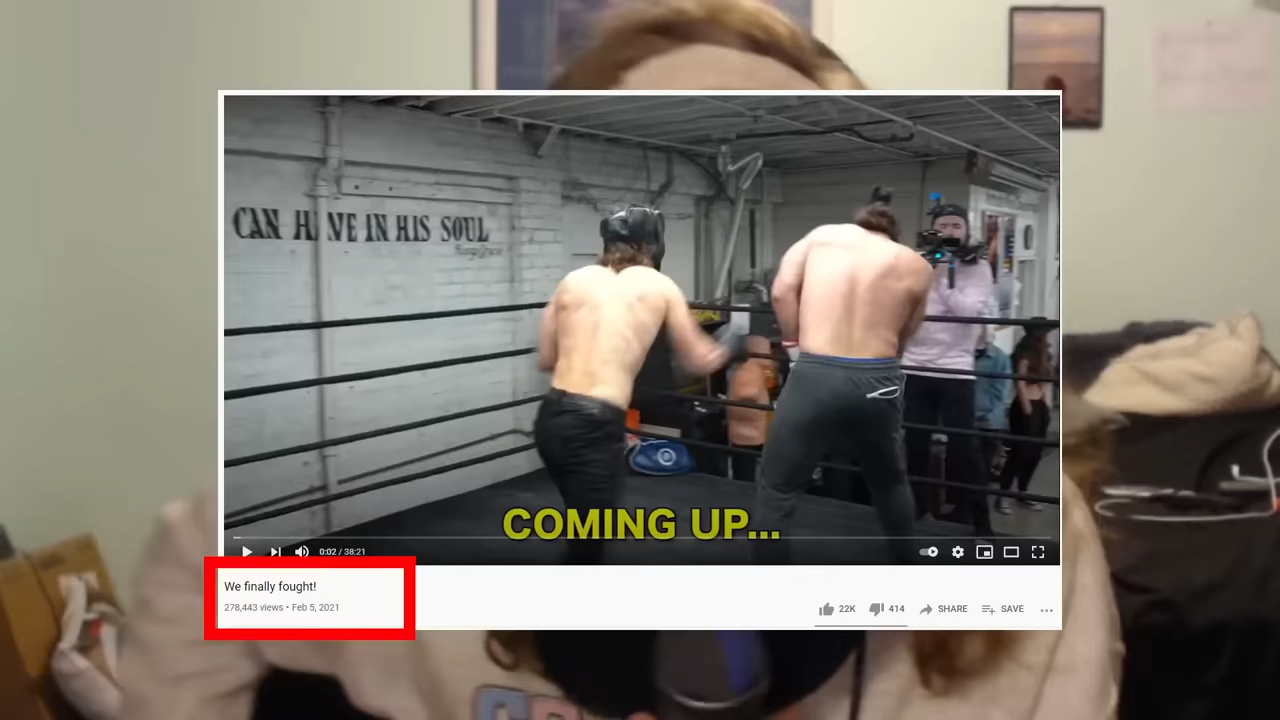 CAN HAVE IN HIS SOUL
COMING UP...
0:02 / 38:21
We finally fought!
278,443 views • Feb 5, 2021
22K
414
SHARE
SAVE